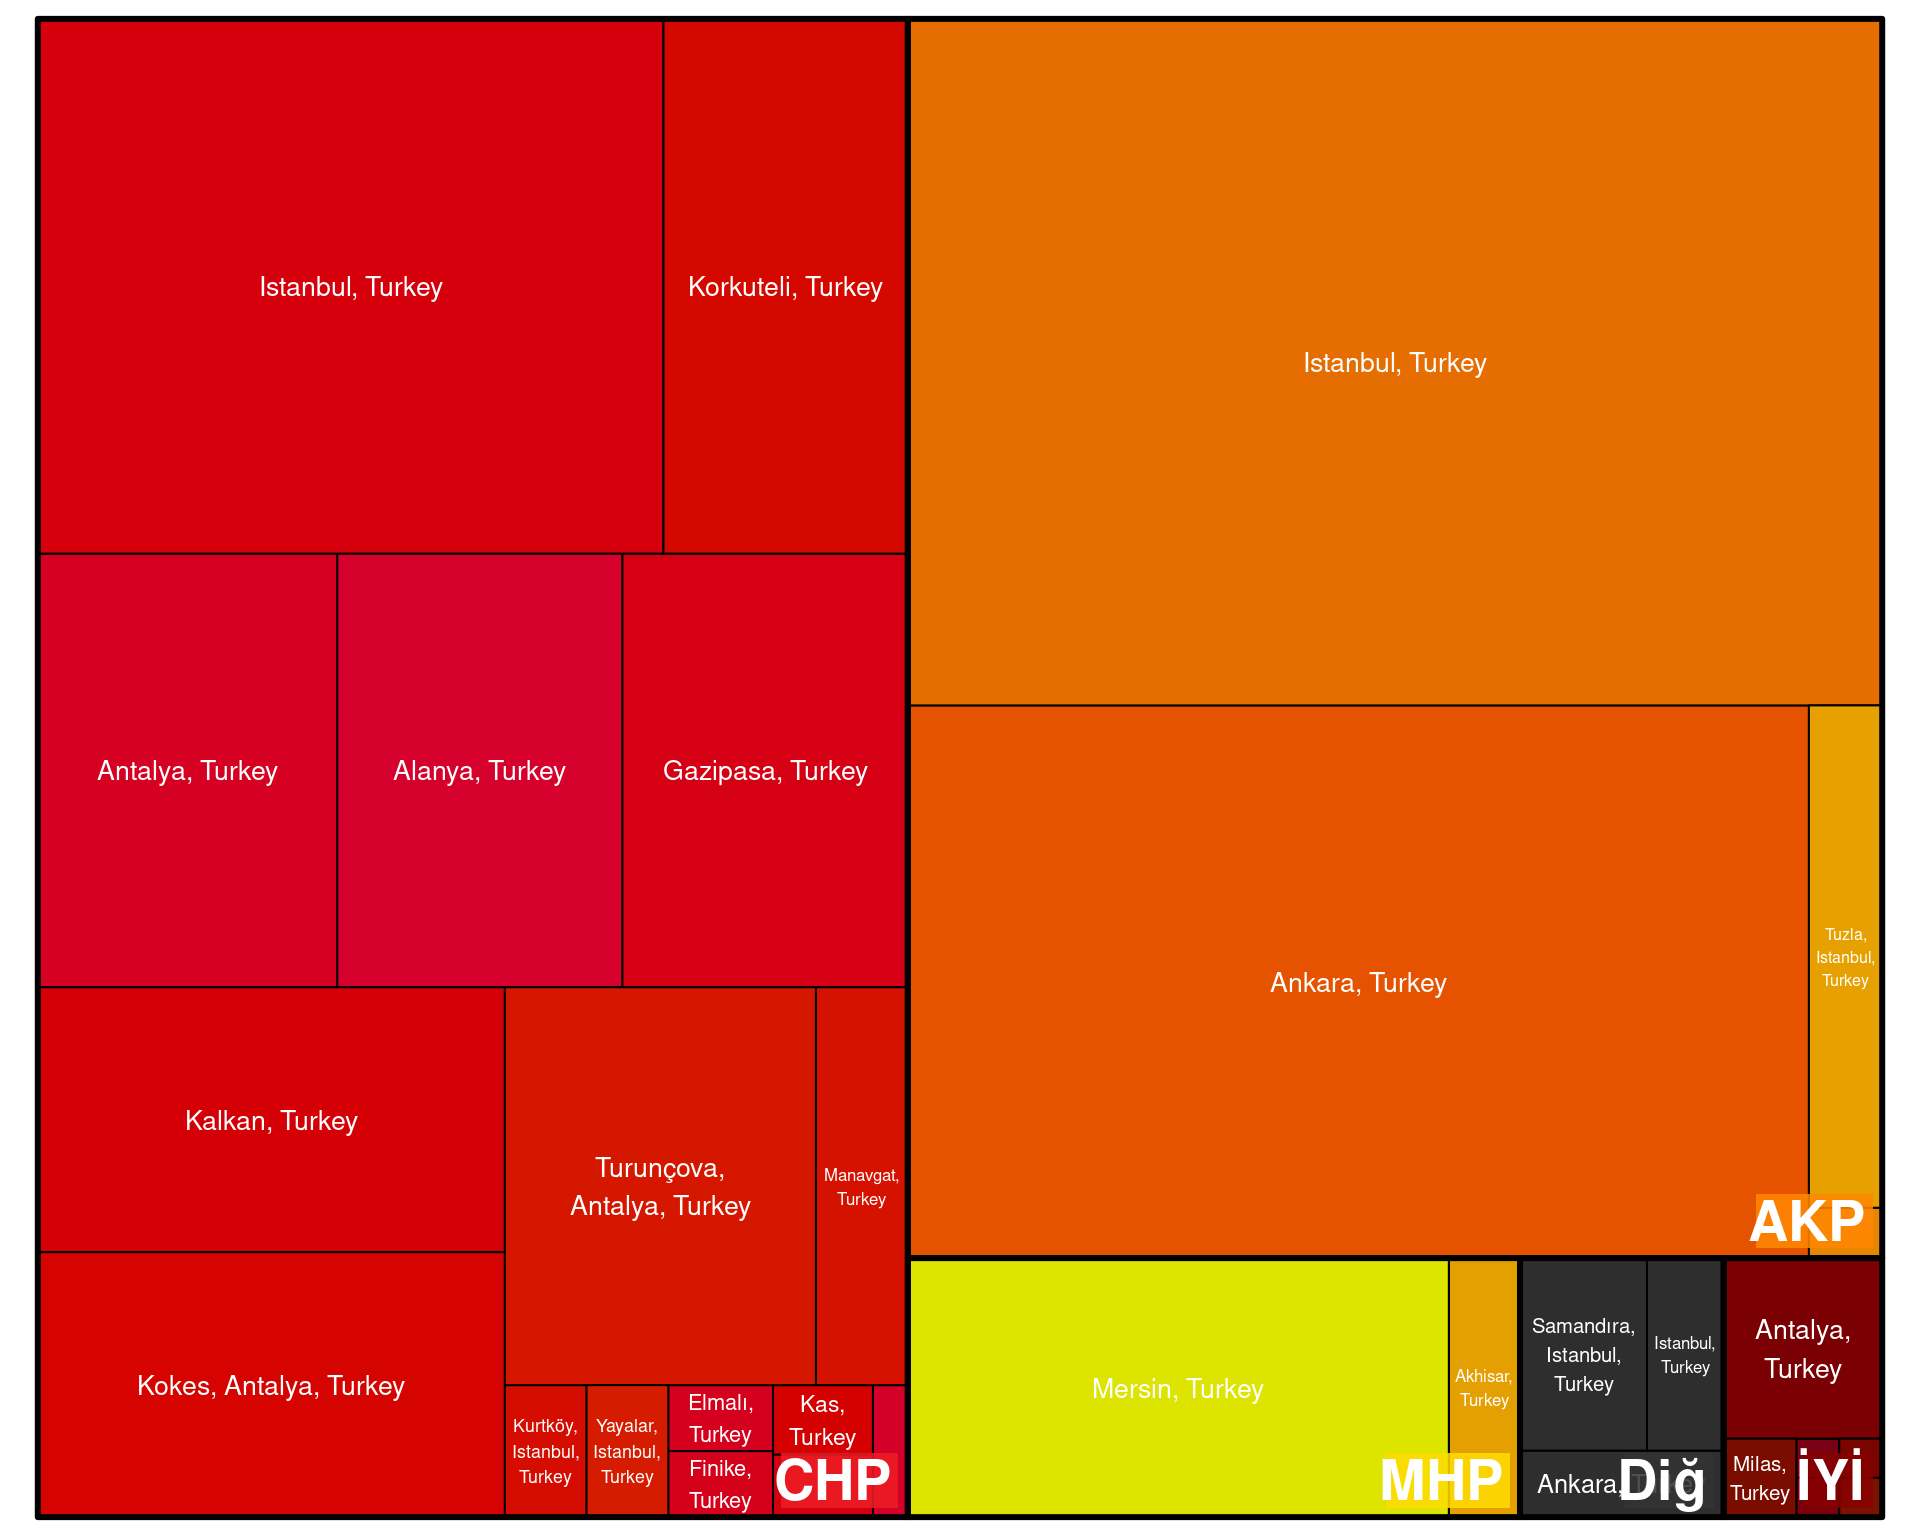 Istanbul, Turkey
Korkuteli, Turkey
Antalya, Turkey
Alanya, Turkey
Gazipasa, Turkey
Kalkan, Turkey
Kokes, Antalya, Turkey
Turunçova,
Antalya, Turkey
Manavgat,
Turkey
Kurtköy,
Istanbul,
Turkey
Yayalar,
Istanbul,
Turkey
Elmalı,
Turkey
Finike,
Turkey
Kas,
Turkey
CHP
Istanbul, Turkey
Ankara, Turkey
Tuzla,
Istanbul,
Turkey
AKP
Mersin, Turkey
Akhisar,
Turkey
MHP
Samandıra,
Istanbul,
Turkey
Istanbul,
Turkey
Ankara,
Diğ
Antalya,
Turkey
Milas,
Turkey
İYİ